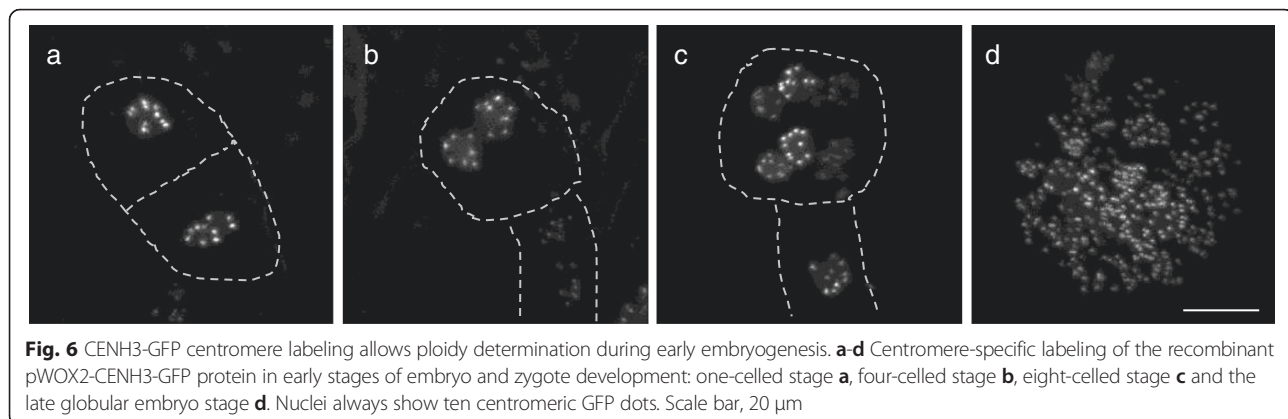 a
b
c
d
Fig. 6 CENH3-GFP centromere labeling allows ploidy determination during early embryogenesis. a-d Centromere-specific labeling of the recombinant
pWOX2-CENH3-GFP protein in early stages of embryo and zygote development: one-celled stage a, four-celled stage b, eight-celled stage c and the
late globular embryo stage d. Nuclei always show ten centromeric GFP dots. Scale bar, 20 μm